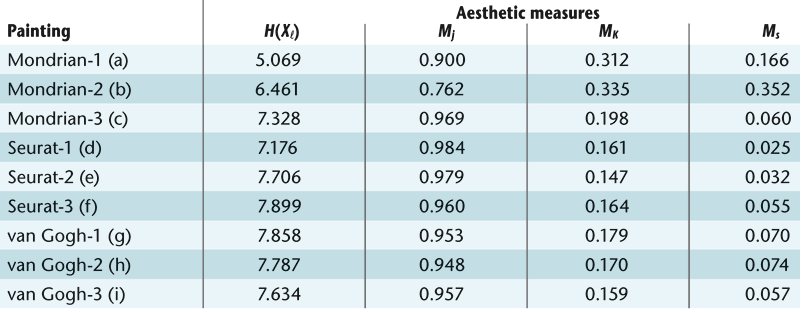 Aesthetic measures
Painting H(Xℓ) Mj MK Ms
Mondrian-1 (a) 5.069 0.900 0.312 0.166
Mondrian-2 (b) 6.461 0.762 0.335 0.352
Mondrian-3 (c) 7.328 0.969 0.198 0.060
Seurat-1 (d) 7.176 0.984 0.161 0.025
Seurat-2 (e) 7.706 0.979 0.147 0.032
Seurat-3 (f) 7.899 0.960 0.164 0.055
van Gogh-1 (g) 7.858 0.953 0.179 0.070
van Gogh-2 (h) 7.787 0.948 0.170 0.074
van Gogh-3 (i) 7.634 0.957 0.159 0.057